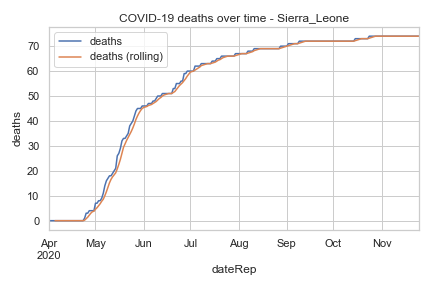 COVID-19 deaths over time - Sierra_Leone
deaths
deaths (rolling)
70
60
50
40
30
20
10
0
deaths
Apr May Jun Jul Aug Sep Oct Nov
2020
dateRep